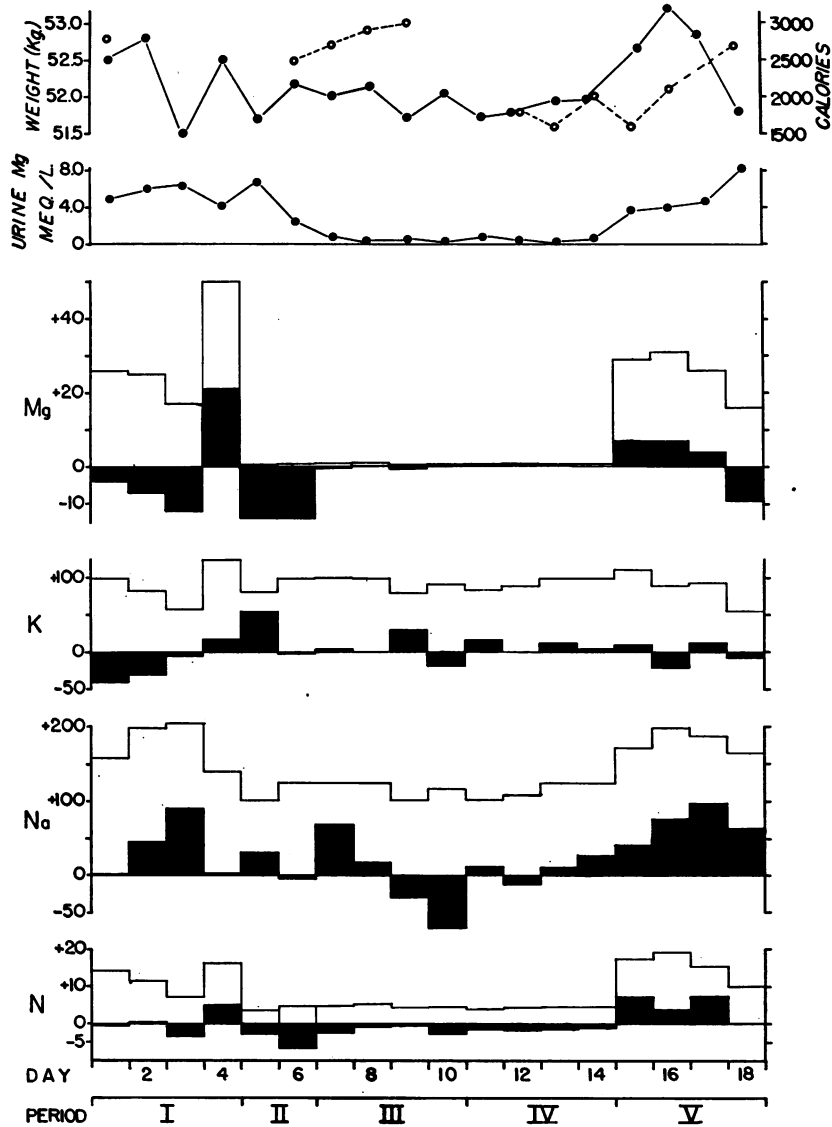 WEIGHT (Kg.)
53.0
52.5
52.0
51.5
3000
2500
2000
1500
CALORIES
URINE Mg
MEQ./L.
8.0
4.0
0
Mg
+40
+20
0
-10
K
+100
0
-50
Na
+200
+100
0
-50
N
+20
+10
0
-5
DAY 2 4 6 8 10 12 14 16 18
PERIOD I II III IV V